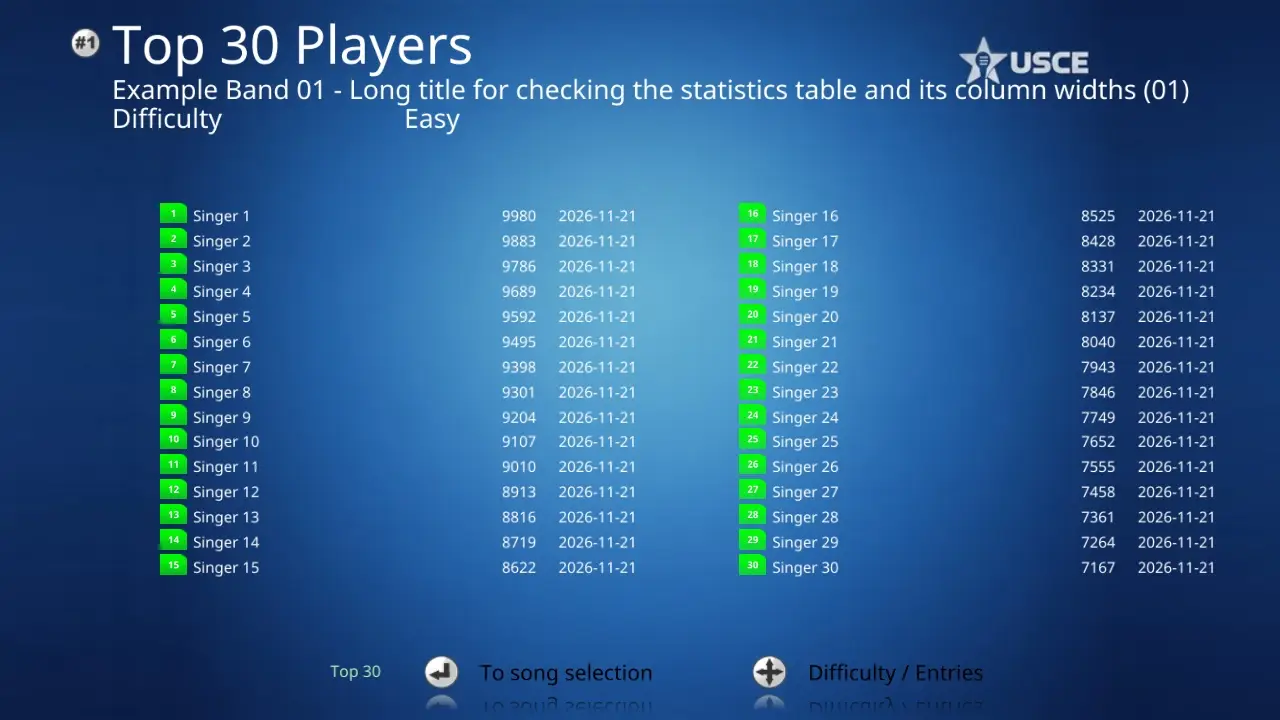 #1 Top 30 Players
USCE
Example Band 01 - Long title for checking the statistics table and its column widths (01)
Difficulty Easy
1 Singer 1 9980 2026-11-21
2 Singer 2 9883 2026-11-21
3 Singer 3 9786 2026-11-21
4 Singer 4 9689 2026-11-21
5 Singer 5 9592 2026-11-21
6 Singer 6 9495 2026-11-21
7 Singer 7 9398 2026-11-21
8 Singer 8 9301 2026-11-21
9 Singer 9 9204 2026-11-21
10 Singer 10 9107 2026-11-21
11 Singer 11 9010 2026-11-21
12 Singer 12 8913 2026-11-21
13 Singer 13 8816 2026-11-21
14 Singer 14 8719 2026-11-21
15 Singer 15 8622 2026-11-21
16 Singer 16 8525 2026-11-21
17 Singer 17 8428 2026-11-21
18 Singer 18 8331 2026-11-21
19 Singer 19 8234 2026-11-21
20 Singer 20 8137 2026-11-21
21 Singer 21 8040 2026-11-21
22 Singer 22 7943 2026-11-21
23 Singer 23 7846 2026-11-21
24 Singer 24 7749 2026-11-21
25 Singer 25 7652 2026-11-21
26 Singer 26 7555 2026-11-21
27 Singer 27 7458 2026-11-21
28 Singer 28 7361 2026-11-21
29 Singer 29 7264 2026-11-21
30 Singer 30 7167 2026-11-21
Top 30 To song selection Difficulty / Entries